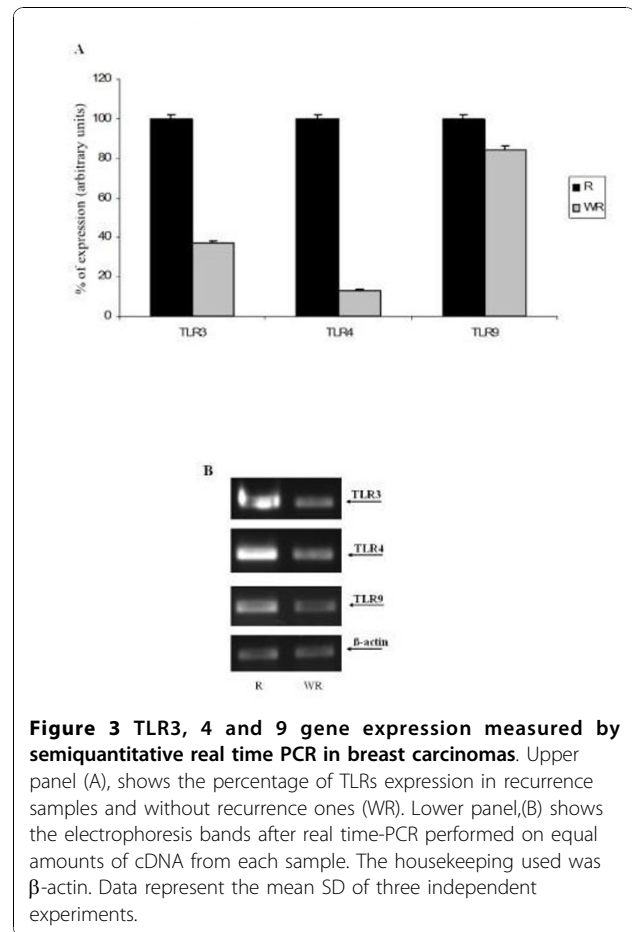 A
120
100
80
60
40
20
0
% of expression (arbitrary units)
TLR3
TLR4
TLR9
R
WR
B
TLR3
TLR4
TLR9
ß-actin
R
WR
Figure 3 TLR3, 4 and 9 gene expression measured by
semiquantitative real time PCR in breast carcinomas. Upper
panel (A), shows the percentage of TLRs expression in recurrence
samples and without recurrence ones (WR). Lower panel,(B) shows
the electrophoresis bands after real time-PCR performed on equal
amounts of cDNA from each sample. The housekeeping used was
β-actin. Data represent the mean SD of three independent
experiments.